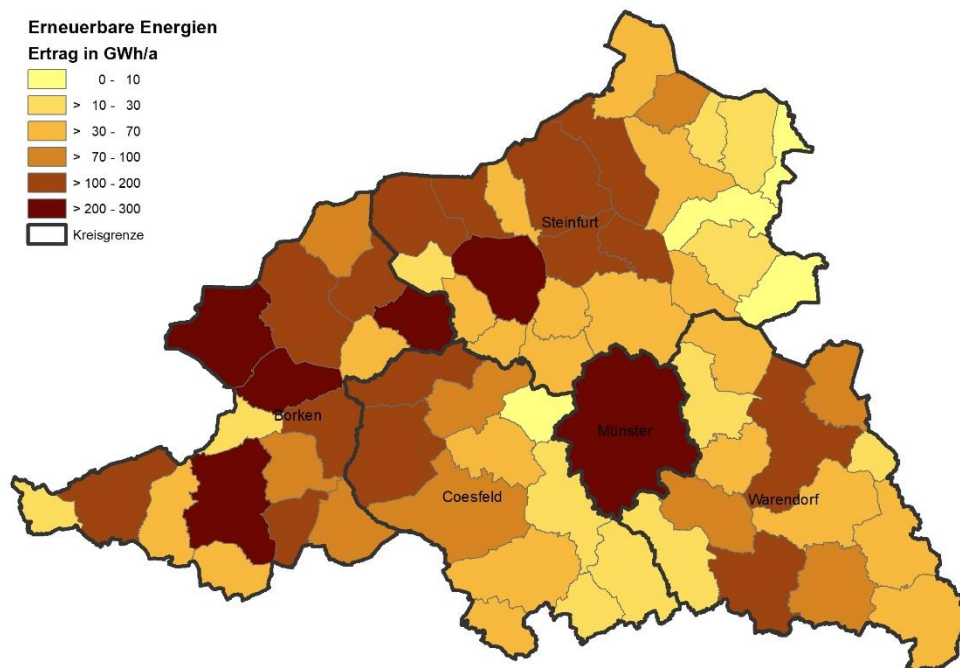 Erneuerbare Energien
Ertrag in GWh/a
0 - 10
> 10 - 30
> 30 - 70
> 70 - 100
> 100 - 200
> 200 - 300
Kreisgrenze
Steinfurt
Borken
Münster
Coesfeld
Warendorf